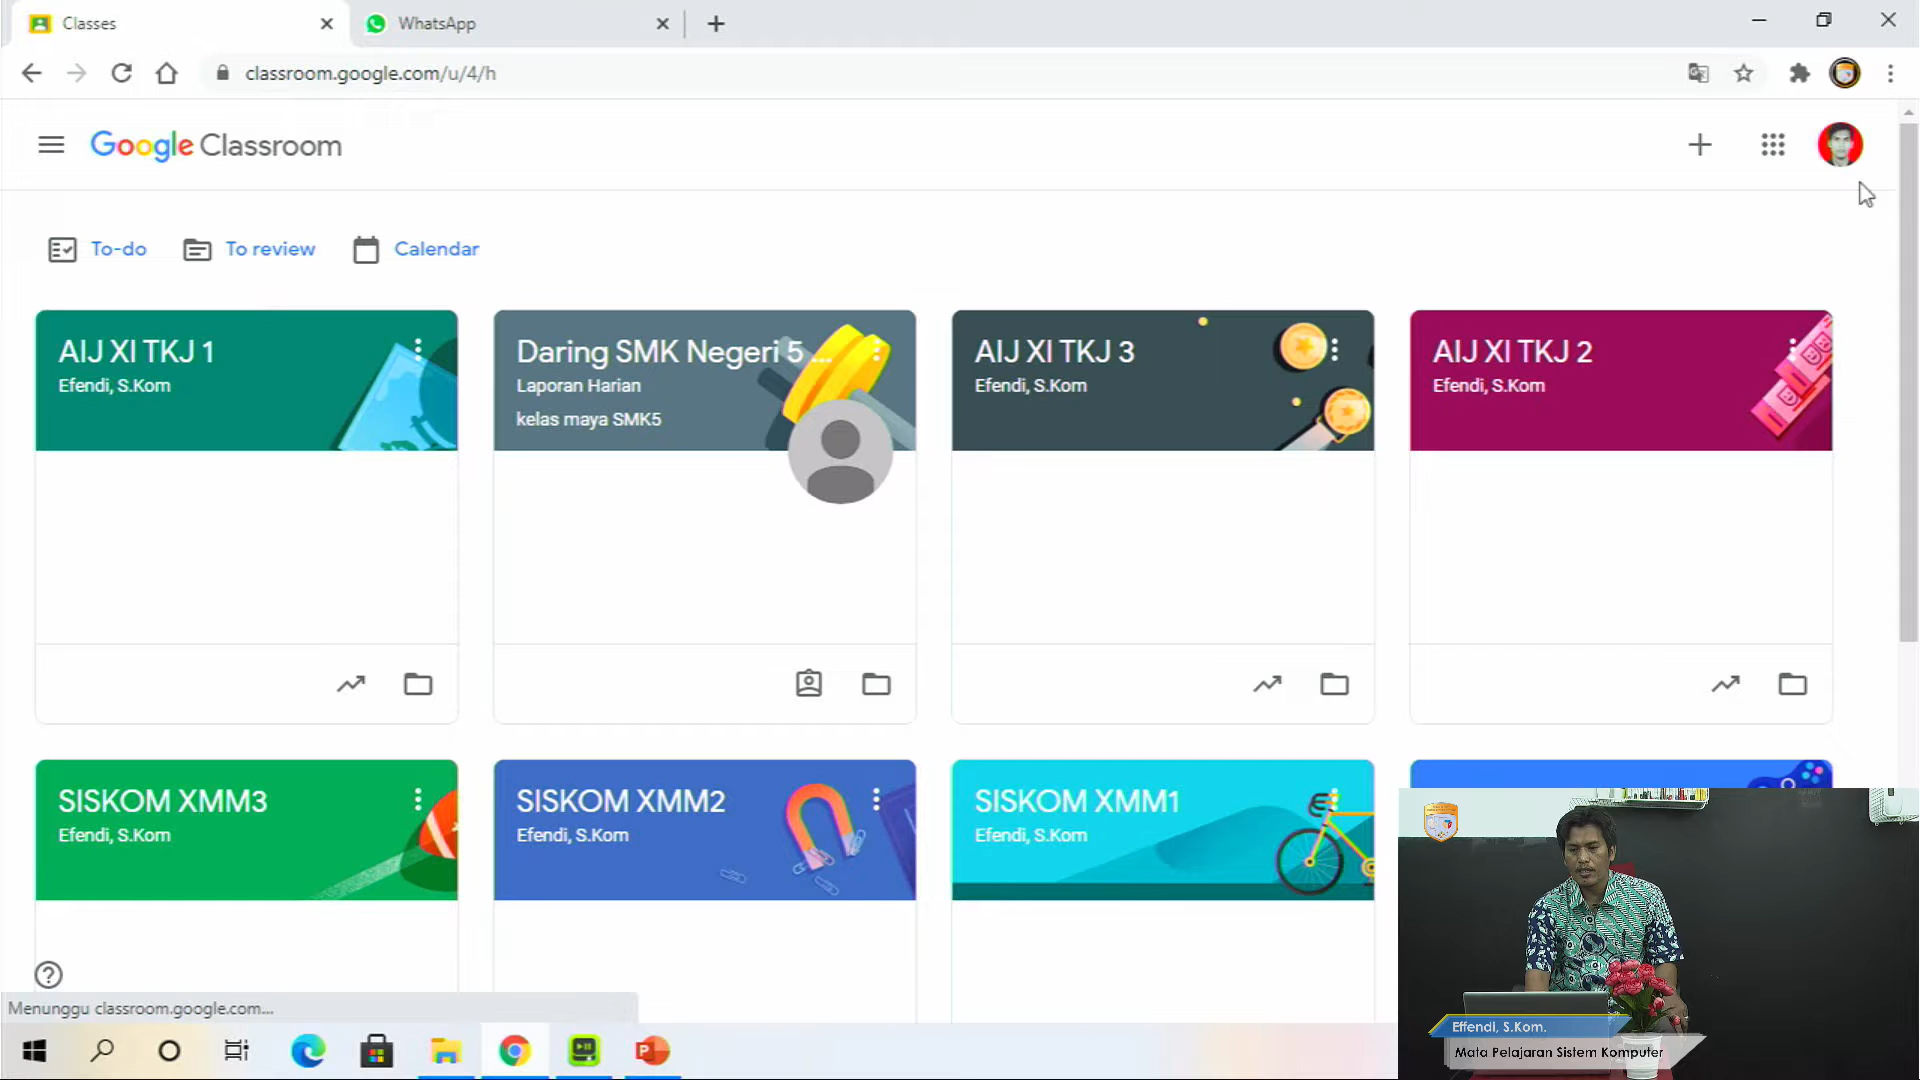 Classes
WhatsApp
classroom.google.com/u/4/h
Google Classroom
To-do
To review
Calendar
AIJ XI TKJ 1
Efendi, S.Kom
Daring SMK Negeri 5 ...
Laporan Harian
kelas maya SMK5
AIJ XI TKJ 3
Efendi, S.Kom
AIJ XI TKJ 2
Efendi, S.Kom
SISKOM XMM3
Efendi, S.Kom
SISKOM XMM2
Efendi, S.Kom
SISKOM XMM1
Efendi, S.Kom
Menunggu classroom.google.com...
Effendi, S.Kom.
Mata Pelajaran Sistem Komputer